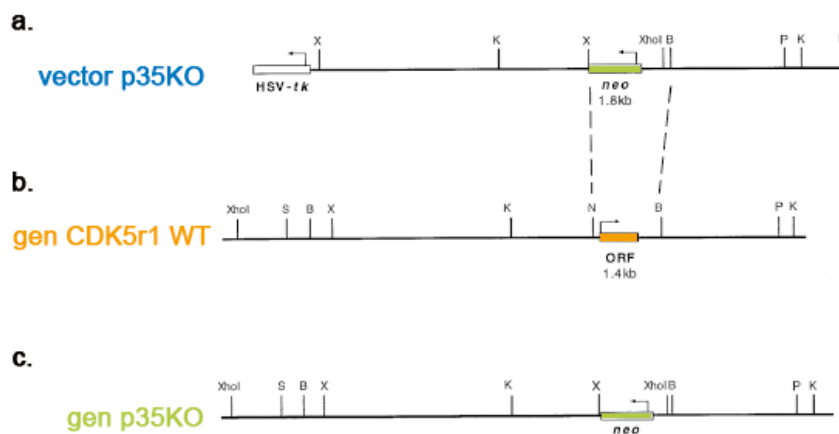 a.
X K X XhoI B P K
vector p35KO
HSV-tk neo
1.8kb
b.
XhoI S B X K N B P K
gen CDK5r1 WT
ORF
1.4kb
c.
XhoI S B X K X XhoI B P K
gen p35KO
neo